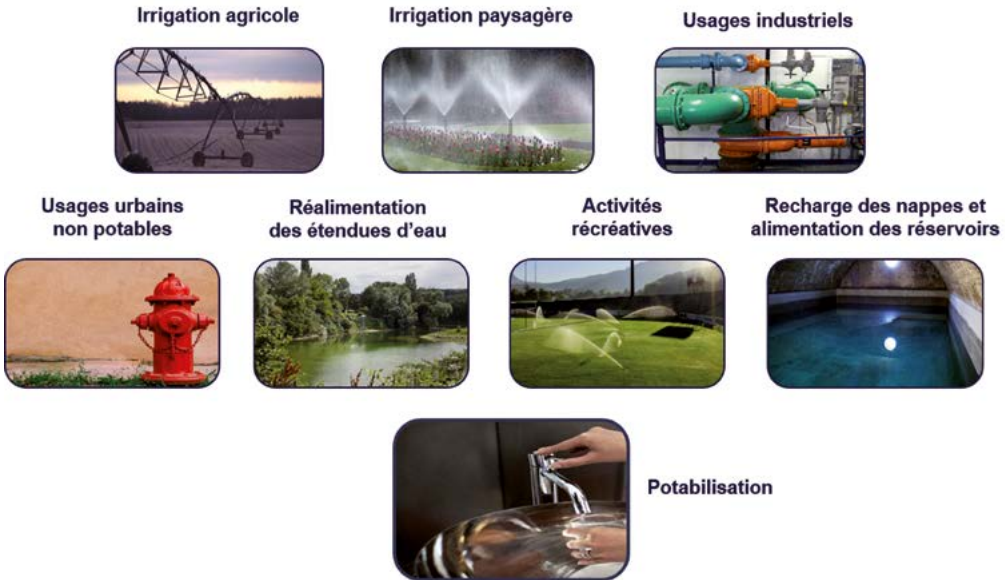 Irrigation agricole
Irrigation paysagère
Usages industriels
Usages urbains
non potables
Réalimentation
des étendues d'eau
Activités
récréatives
Recharge des nappes et
alimentation des réservoirs
Potabilisation